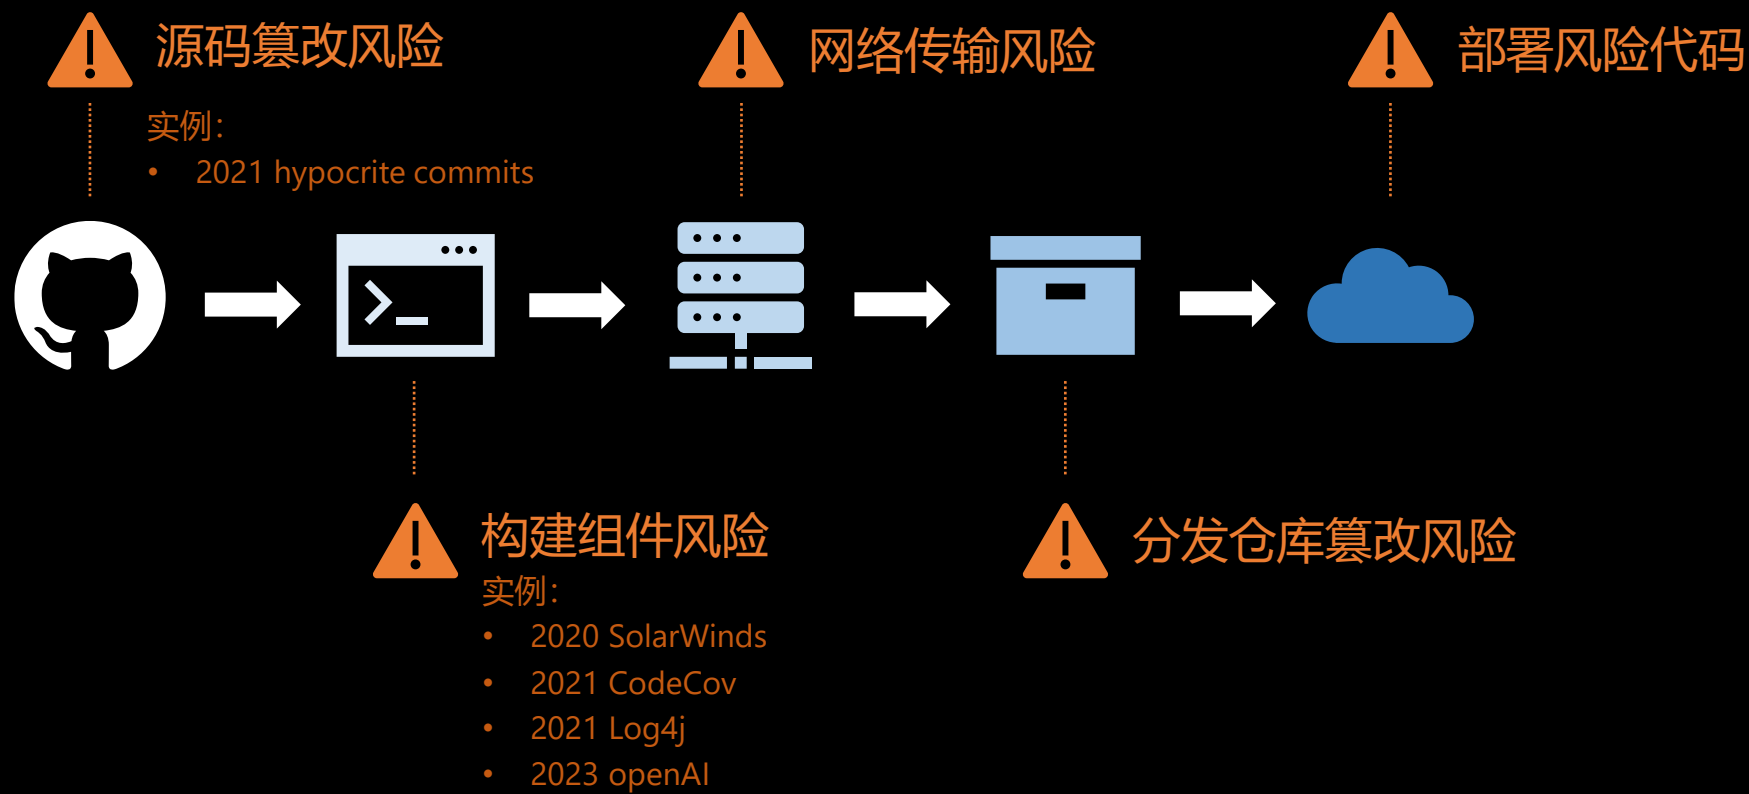 源码篡改风险
实例：
• 2021 hypocrite commits
网络传输风险
部署风险代码
构建组件风险
实例：
• 2020 SolarWinds
• 2021 CodeCov
• 2021 Log4j
• 2023 openAI
分发仓库篡改风险